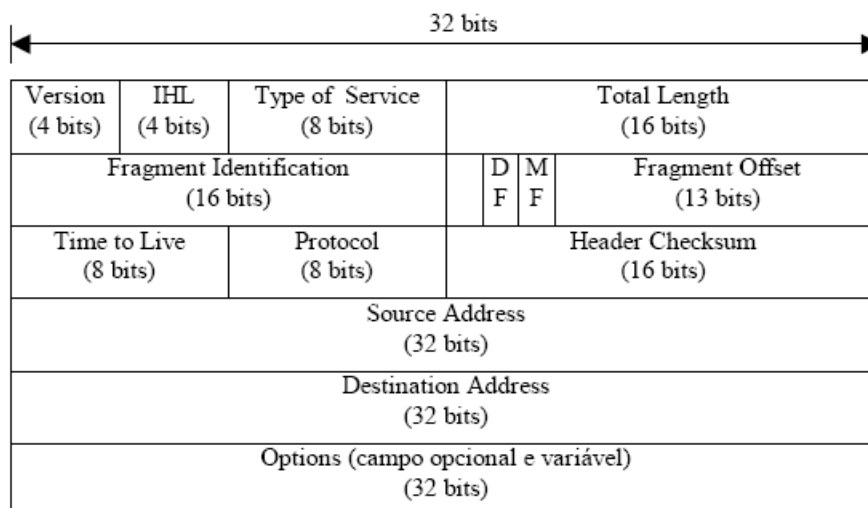 32 bits
Version IHL Type of Service Total Length
(4 bits) (4 bits) (8 bits) (16 bits)
Fragment Identification D M Fragment Offset
(16 bits) F F (13 bits)
Time to Live Protocol Header Checksum
(8 bits) (8 bits) (16 bits)
Source Address
(32 bits)
Destination Address
(32 bits)
Options (campo opcional e variável)
(32 bits)